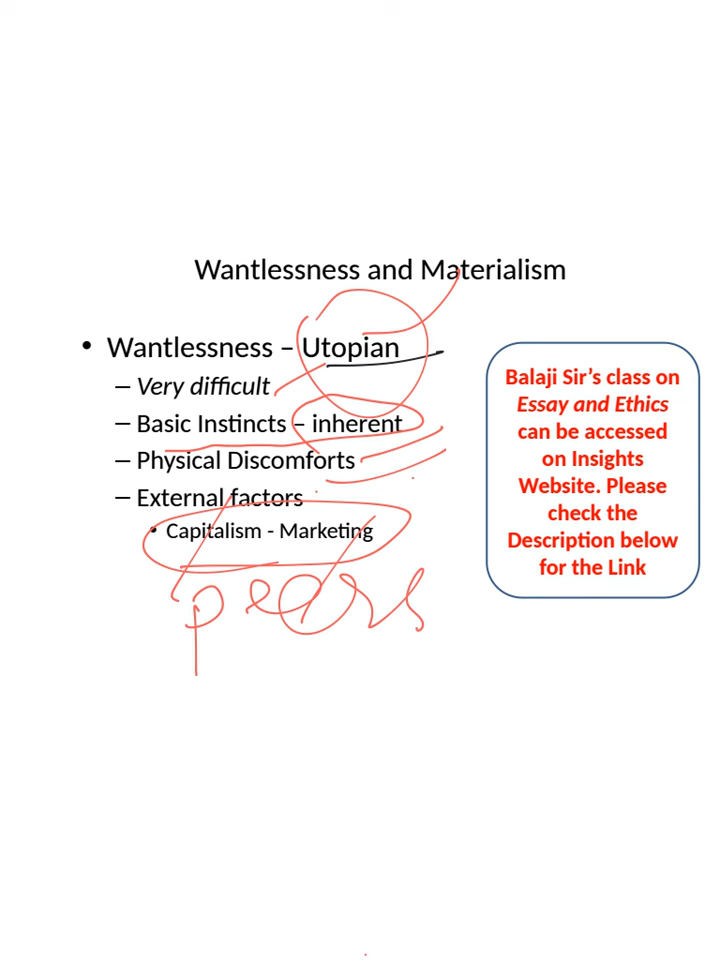 Wantlessness and Materialism
• Wantlessness – Utopian
– Very difficult
– Basic Instincts – inherent
– Physical Discomforts
– External factors
• Capitalism - Marketing
pears
Balaji Sir’s class on
Essay and Ethics
can be accessed
on Insights
Website. Please
check the
Description below
for the Link